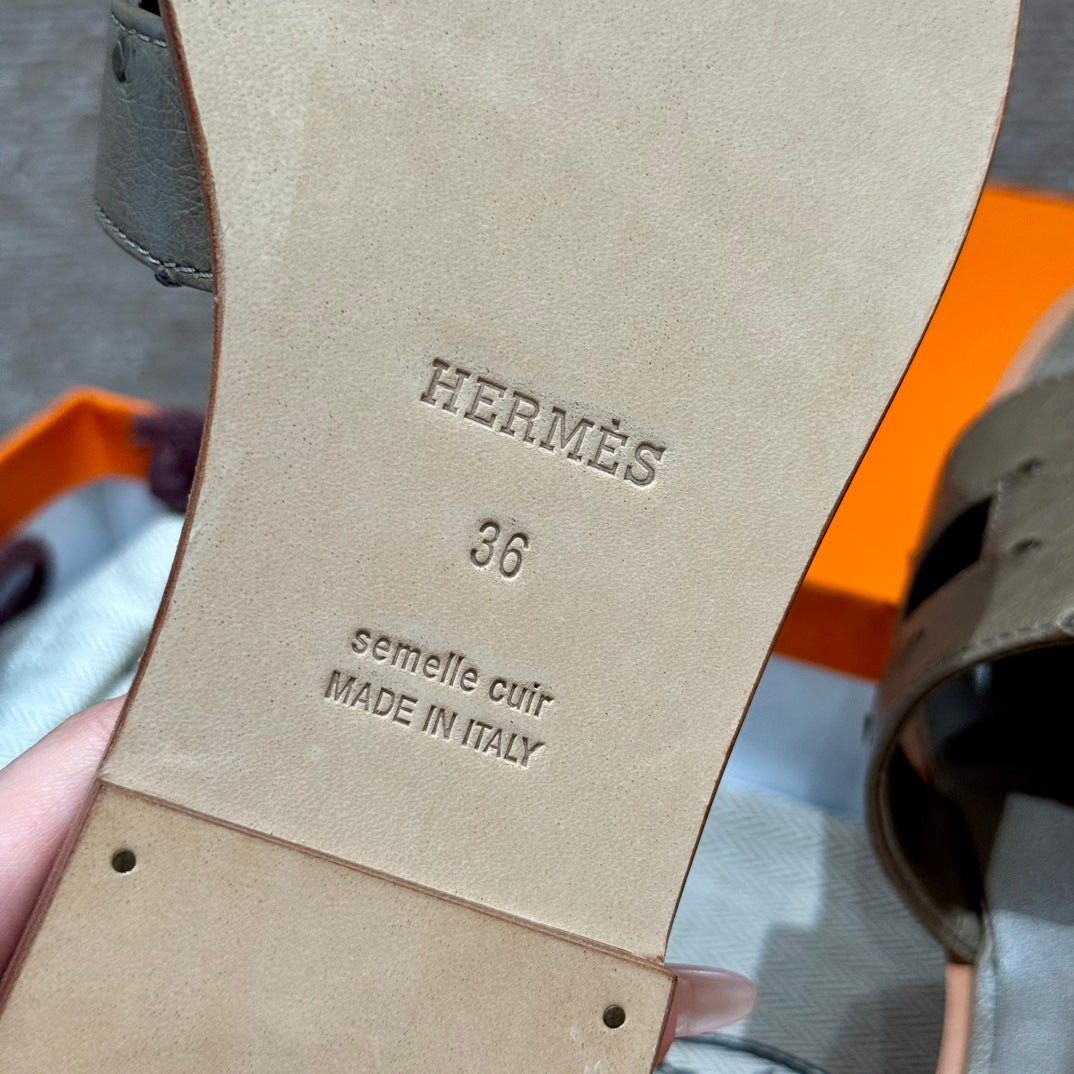 HERMÈS
36
semelle cuir
MADE IN ITALY